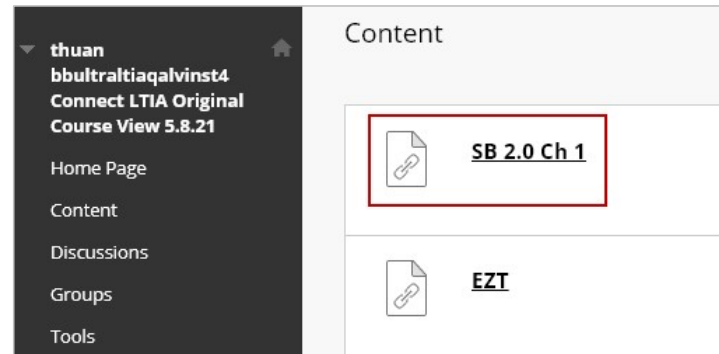 thuan
bbultraltiaqalvinst4
Connect LTIA Original
Course View 5.8.21
Home Page
Content
Discussions
Groups
Tools
Content
SB 2.0 Ch 1
EZT